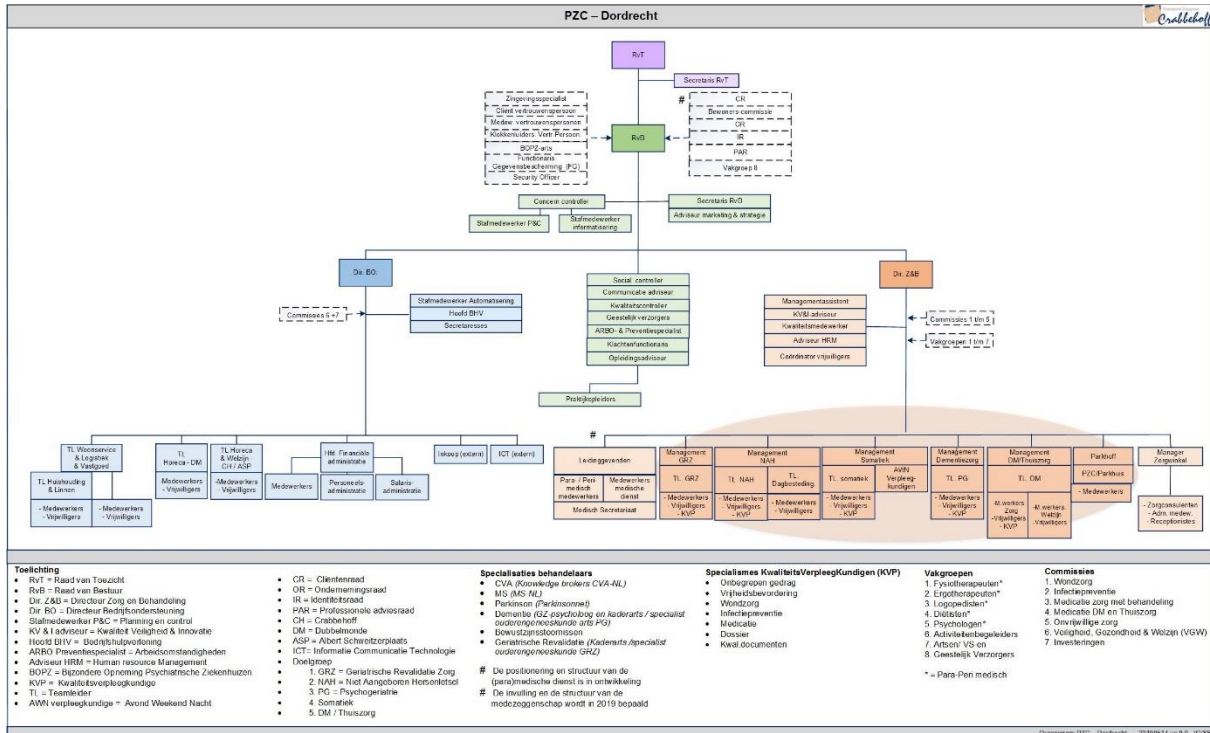 PZC – Dordrecht
Crabbehoff
RvT
Secretaris RvT
Zingevingsspecialist
Cliënt vertrouwenspersoon
Medew. vertrouwenspersonen
Klokkenluiders. Vertr. Persoon.
BOPZ-arts
Functionaris
Gegevensbescherming (FG)
Security Officer
RvB
#
CR
Bewoners commissie
OR
IR
PAR
Vakgroep 8
Concern controller
Stafmedewerker P&C
Stafmedewerker
informatisering
Secretaris RvB
Adviseur marketing & strategie
Dir. BO.
Commissies 6 +7
Stafmedewerker Automatisering
Hoofd BHV
Secretaresses
Social controller
Communicatie adviseur
Kwaliteitscontroller
Geestelijk verzorgers
ARBO- & Preventiespecialist
Klachtenfunctionaris
Opleidingsadviseur
Praktijkopleiders
Dir. Z&B
Managementassistent
KV&I-adviseur
Kwaliteitsmedewerker
Adviseur HRM
Coördinator vrijwilligers
Commissies 1 t/m 5
Vakgroepen 1 t/m 7
TL Woonservice
& Logistiek
& Vastgoed
TL Huishouding
& Linnen
- Medewerkers
- Vrijwilligers
- Medewerkers
- Vrijwilligers
TL
Horeca - DM
Medewerkers
- Vrijwilligers
TL Horeca
& Welzijn
CH / ASP
-Medewerkers
- Vrijwilligers
Hfd. Financiële
administratie
Medewerkers
Personeels-
administratie
Salaris-
administratie
Inkoop (extern)
ICT (extern)
#
Leidinggevenden
Para- / Peri
medisch
medewerkers
Medewerkers
medische
dienst
Medisch Secretariaat
Management
GRZ
TL. GRZ
- Medewerkers
- Vrijwilligers
- KVP
Management
NAH
TL. NAH
- Medewerkers
- Vrijwilligers
- KVP
TL.
Dagbesteding
- Medewerkers
- Vrijwilligers
Management
Somatiek
TL. somatiek
- Medewerkers
- Vrijwilligers
- KVP
AWN
Verpleeg-
kundigen
Management
Dementiezorg
TL. PG
- Medewerkers
- Vrijwilligers
- KVP
Management
DM/Thuiszorg
TL. DM
-M.werkers
Zorg
-Vrijwilligers
- KVP
-M.werkers.
Welzijn
-Vrijwilligers
Parkhoff
PZC/Parkhuis
- Medewerkers
Manager
Zorgwinkel
- Zorgconsulenten
- Adm. medew.
- Receptionistes
Toelichting
• RvT = Raad van Toezicht
• RvB = Raad van Bestuur
• Dir. Z&B = Directeur Zorg en Behandeling
• Dir. BO = Directeur Bedrijfsondersteuning
• Stafmedewerker P&C = Planning en control
• KV & I adviseur = Kwaliteit Veiligheid & Innovatie
• Hoofd BHV = Bedrijfshulpverlening
• ARBO Preventiespecialist = Arbeidsomstandigheden
• Adviseur HRM = Human resource Management
• BOPZ = Bijzondere Opneming Psychiatrische Ziekenhuizen
• KVP = Kwaliteitsverpleegkundige
• TL = Teamleider
• AWN verpleegkundige = Avond Weekend Nacht
• CR = Cliëntenraad
• OR = Ondernemingsraad
• IR = Identiteitsraad
• PAR = Professionele adviesraad
• CH = Crabbehoff
• DM = Dubbelmonde
• ASP = Albert Schweitzerplaats
• ICT= Informatie Communicatie Technologie
• Doelgroep
1. GRZ = Geriatrische Revalidatie Zorg
2. NAH = Niet Aangeboren Hersenletsel
3. PG = Psychogeriatrie
4. Somatiek
5. DM / Thuiszorg
Specialisaties behandelaars
• CVA (Knowledge brokers CVA-NL)
• MS (MS-NL)
• Parkinson (Parkinsonnet)
• Dementie (GZ-psycholog en kaderarts / specialist
ouderengeneeskunde arts PG)
• Bewustzijnsstoornissen
• Geriatrische Revalidatie (Kaderarts /specialist
ouderengeneeskunde GRZ)
# De positionering en structuur van de
(para)medische dienst is in ontwikkeling
# De invulling en de structuur van de
medezeggenschap wordt in 2019 bepaald
Specialismes KwaliteitsVerpleegKundigen (KVP)
• Onbegrepen gedrag
• Vrijheidsbevordering
• Wondzorg
• Infectiepreventie
• Medicatie
• Dossier
• Kwal.documenten
Vakgroepen
1. Fysiotherapeuten*
2. Ergotherapeuten*
3. Logopedisten*
4. Diëtisten*
5. Psychologen*
6. Activiteitenbegeleiders
7. Artsen/ VS-en
8. Geestelijk Verzorgers
* = Para-Peri medisch
Commissies
1. Wondzorg
2. Infectiepreventie
3. Medicatie zorg met behandeling
4. Medicatie DM en Thuiszorg
5. Onvrijwillige zorg
6. Veiligheid, Gezondheid & Welzijn (VGW)
7. Investeringen